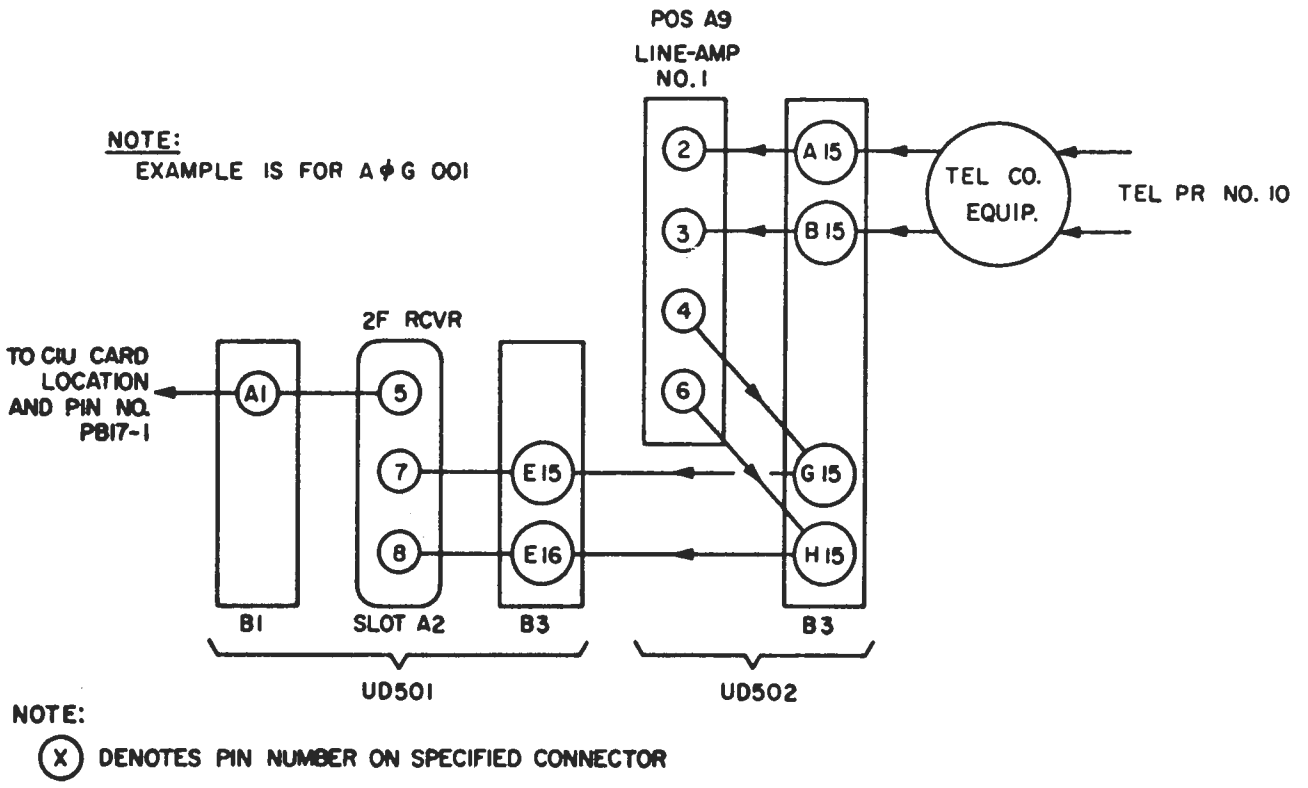 POS A9
LINE-AMP
NO. 1
NOTE:
EXAMPLE IS FOR AϕG 001
2
A 15
3
B 15
TEL CO.
EQUIP.
TEL PR NO. 10
4
6
2F RCVR
TO CIU CARD
LOCATION
AND PIN NO.
PB17-1
A1
5
7
E 15
G 15
8
E16
H 15
B1
SLOT A2
B3
B3
UD501
UD502
NOTE:
X DENOTES PIN NUMBER ON SPECIFIED CONNECTOR